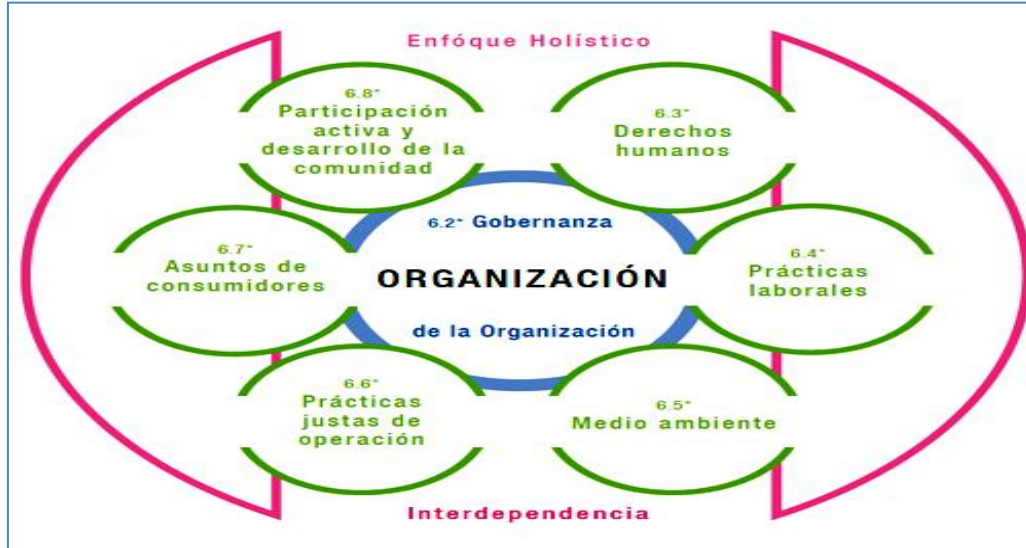 Enfóque Holístico
6.8*
Participación
activa y
desarrollo de la
comunidad
6.3*
Derechos
humanos
6.2* Gobernanza
ORGANIZACIÓN
de la Organización
6.7*
Asuntos de
consumidores
6.4*
Prácticas
laborales
6.6*
Prácticas
justas de
operación
6.5*
Medio ambiente
Interdependencia